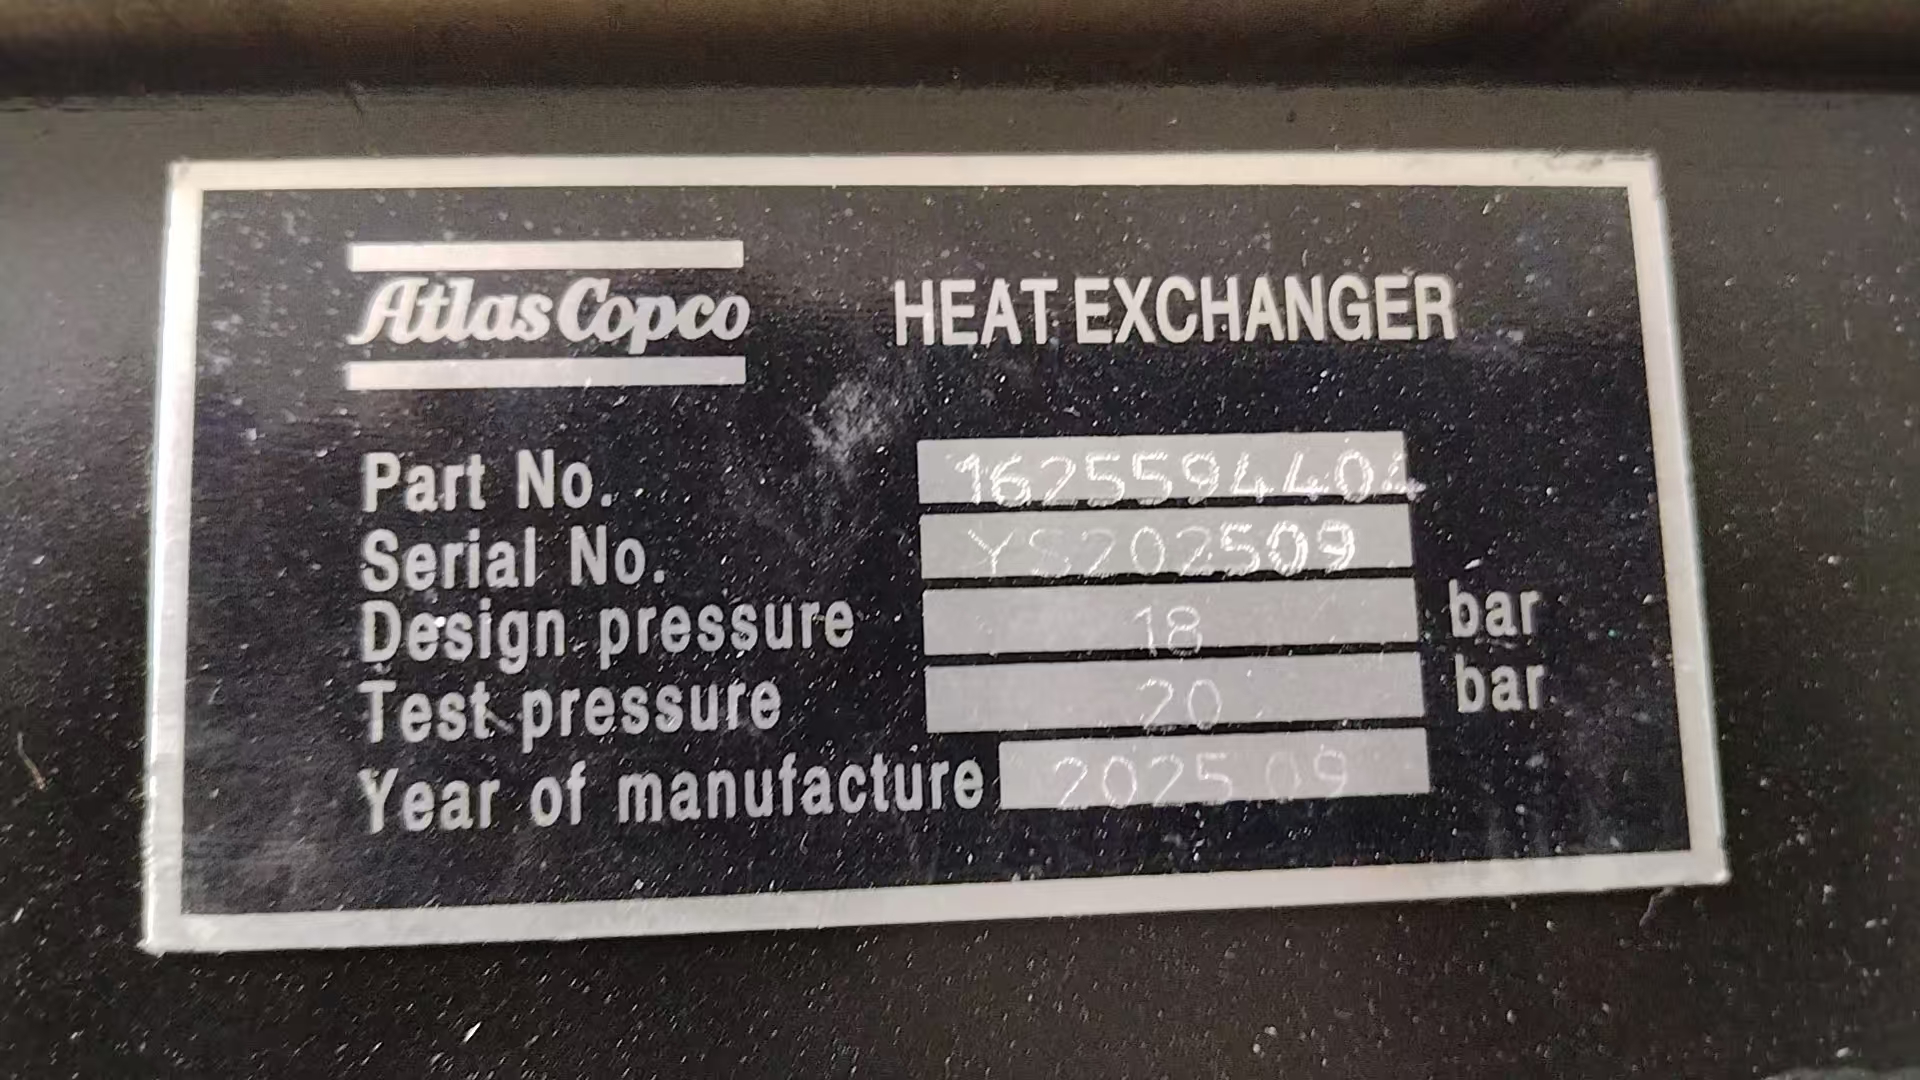 Atlas Copco HEAT EXCHANGER
Part No. 1625594404
Serial No. YS202509
Design pressure 18 bar
Test pressure 20 bar
Year of manufacture 2025 09